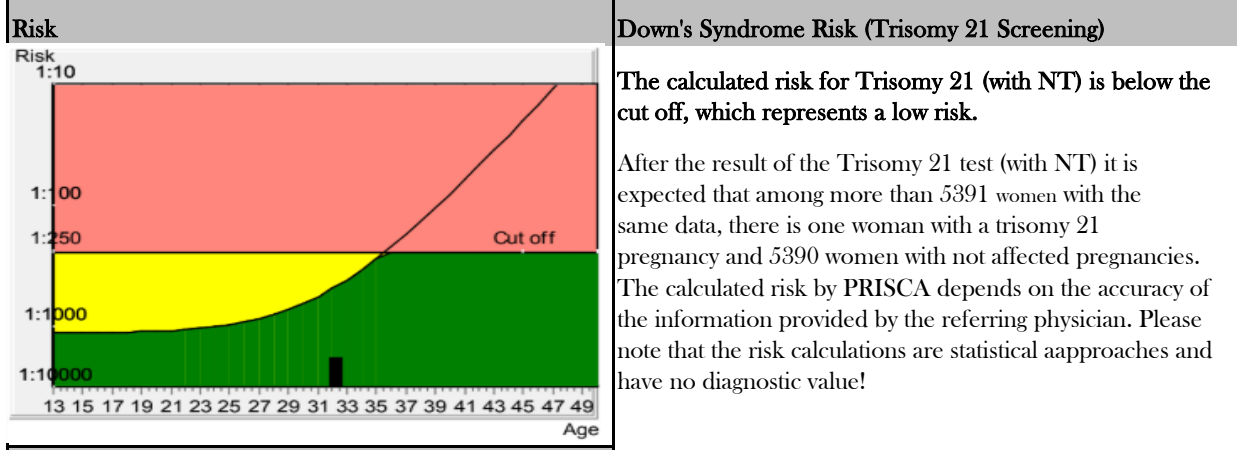 Risk
Risk
1:10
1:100
1:250
Cut off
1:1000
1:10000
13 15 17 19 21 23 25 27 29 31 33 35 37 39 41 43 45 47 49
Age
Down's Syndrome Risk (Trisomy 21 Screening)
The calculated risk for Trisomy 21 (with NT) is below the
cut off, which represents a low risk.
After the result of the Trisomy 21 test (with NT) it is
expected that among more than 5391 women with the
same data, there is one woman with a trisomy 21
pregnancy and 5390 women with not affected pregnancies.
The calculated risk by PRISCA depends on the accuracy of
the information provided by the referring physician. Please
note that the risk calculations are statistical aapproaches and
have no diagnostic value!